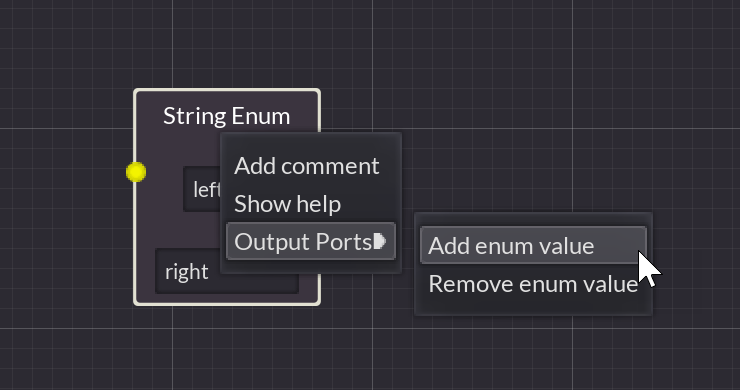 String Enum
left
right
Add comment
Show help
Output Ports
Add enum value
Remove enum value